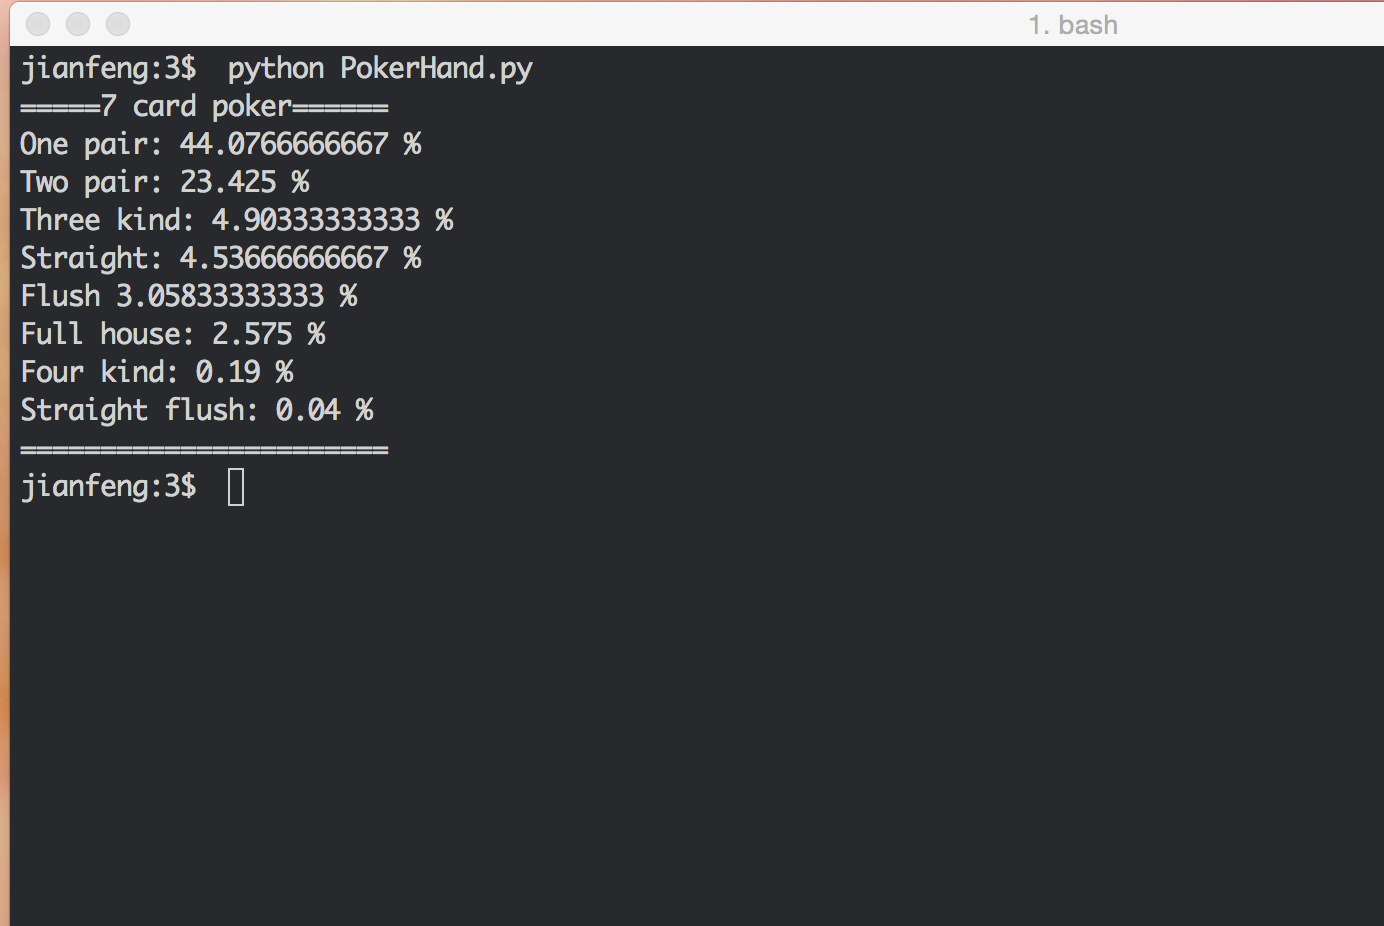 1. bash
jianfeng:3$  python PokerHand.py
=====7 card poker======
One pair: 44.0766666667 %
Two pair: 23.425 %
Three kind: 4.90333333333 %
Straight: 4.53666666667 %
Flush 3.05833333333 %
Full house: 2.575 %
Four kind: 0.19 %
Straight flush: 0.04 %
=======================
jianfeng:3$